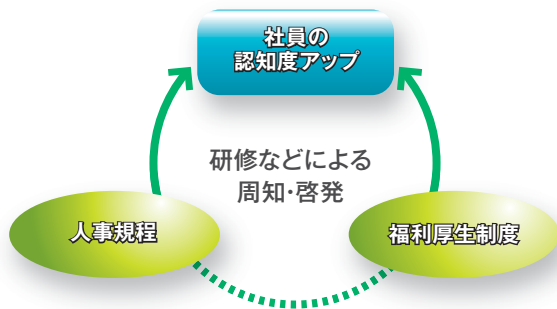 社員の
認知度アップ
研修などによる
周知・啓発
人事規程
福利厚生制度